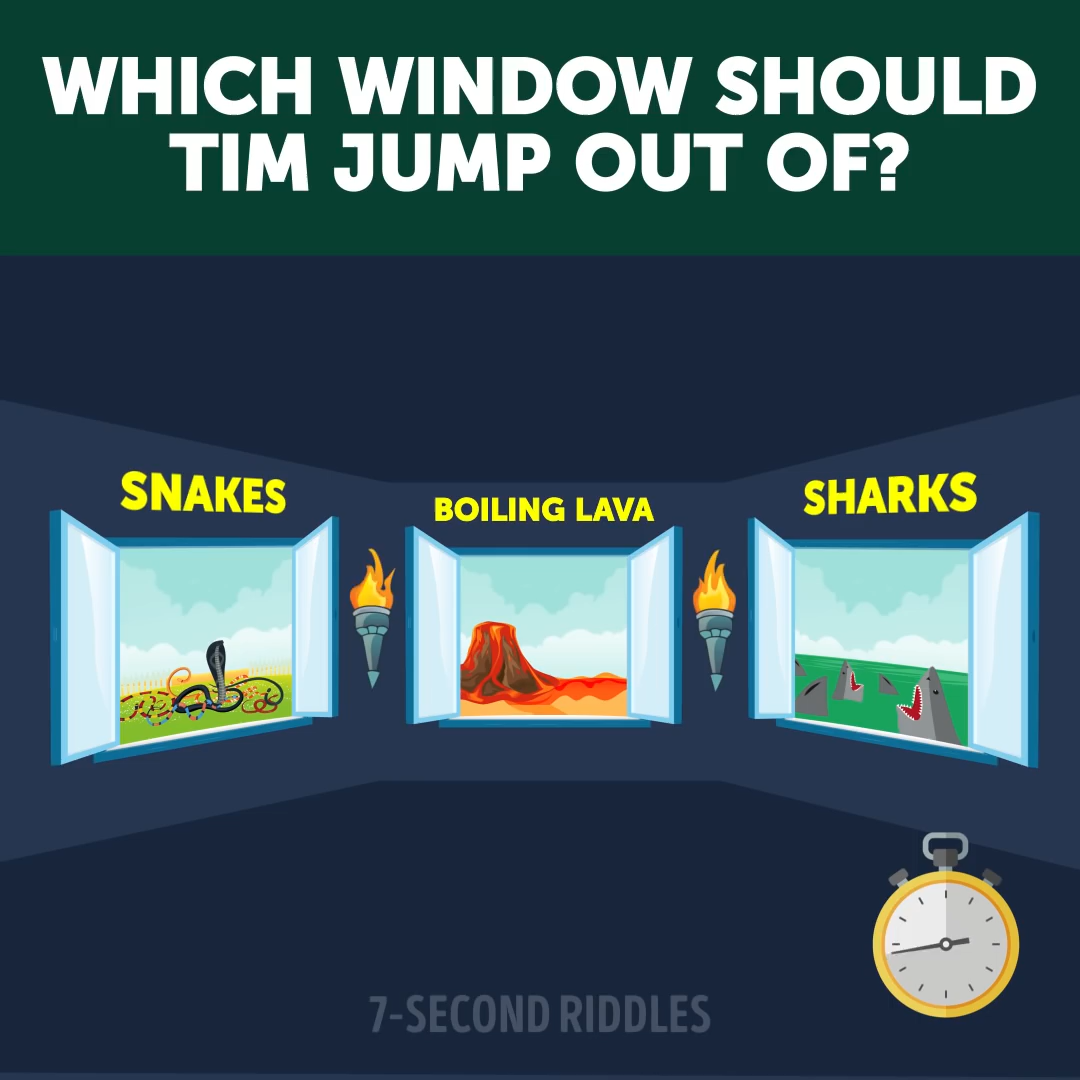 WHICH WINDOW SHOULD
TIM JUMP OUT OF?
SNAKES
BOILING LAVA
SHARKS
7-SECOND RIDDLES